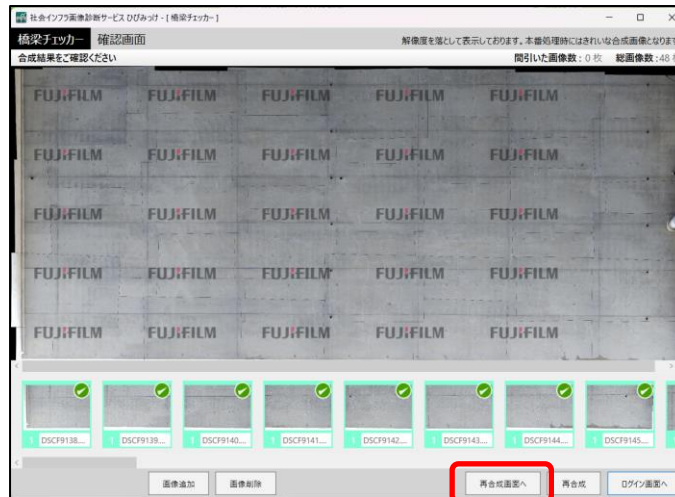 社会インフラ画像診断サービス ひびみっけ - [ 橋梁チェッカー ]
橋梁チェッカー 確認画面 解像度を落として表示しております。本番処理時にはきれいな合成画像となります
合成結果をご確認ください 間引いた画像数 : 0 枚 総画像数 : 48
FUJIFILM FUJIFILM FUJIFILM FUJIFILM FUJIFILM
FUJIFILM FUJIFILM FUJIFILM FUJIFILM FUJIFILM
FUJIFILM FUJIFILM FUJIFILM FUJIFILM FUJIFILM
FUJIFILM FUJIFILM FUJIFILM FUJIFILM FUJIFILM
FUJIFILM FUJIFILM FUJIFILM FUJIFILM FUJIFILM
1 DSCF9138.... 1 DSCF9139.... 1 DSCF9140.... 1 DSCF9141.... 1 DSCF9142.... 1 DSCF9143.... 1 DSCF9144.... 1 DSCF9145....
画像追加 画像削除 再合成画面へ 再合成 ログイン画面へ